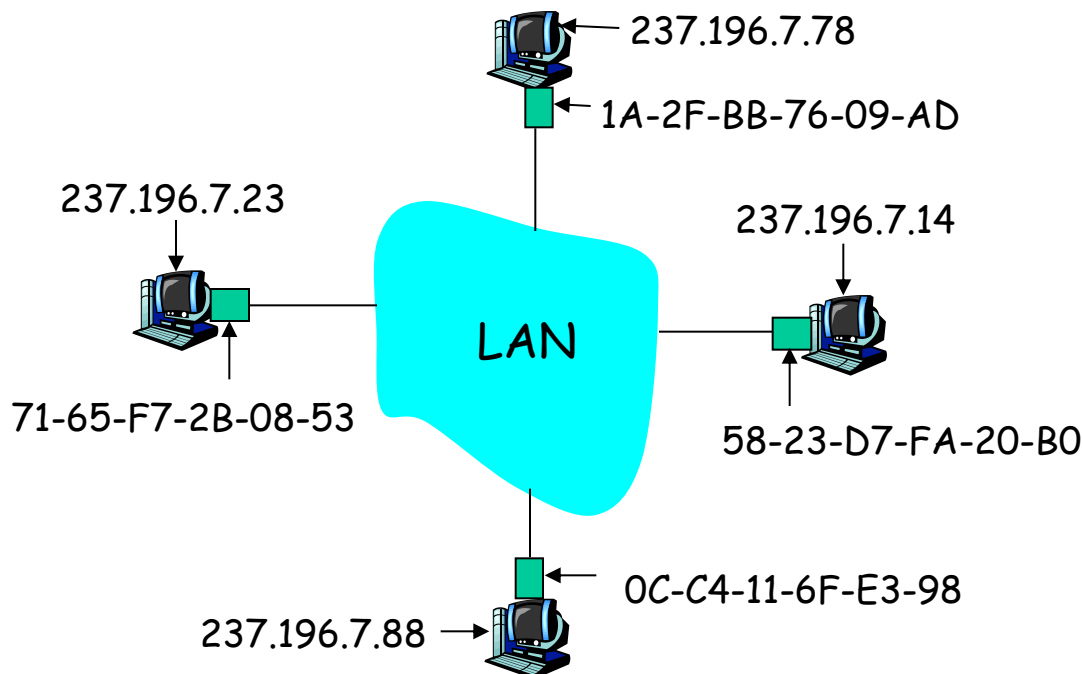 237.196.7.78
1A-2F-BB-76-09-AD
237.196.7.23
237.196.7.14
LAN
71-65-F7-2B-08-53
58-23-D7-FA-20-B0
0C-C4-11-6F-E3-98
237.196.7.88